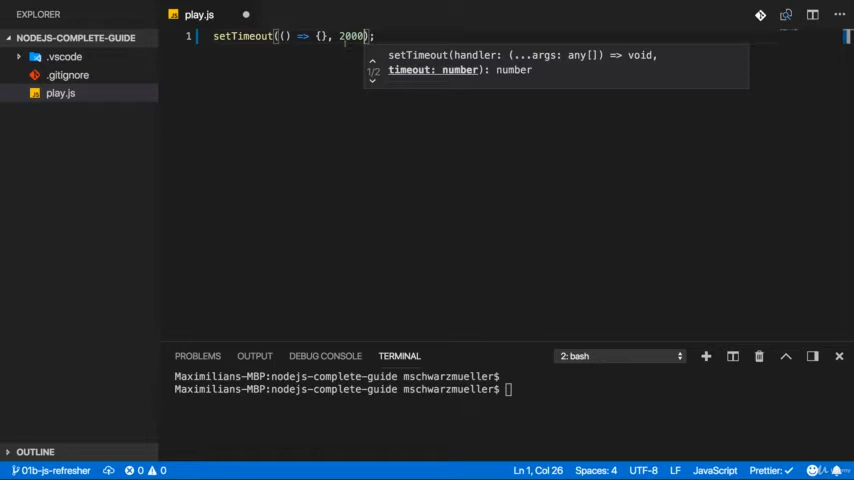 EXPLORER
play.js
NODEJS-COMPLETE-GUIDE
.vscode
.gitignore
play.js
1 setTimeout(() => {}, 2000);
setTimeout(handler: (...args: any[]) => void,
1/2 timeout: number): number
PROBLEMS OUTPUT DEBUG CONSOLE TERMINAL 2: bash
Maximilians-MBP:nodejs-complete-guide mschwarzmueller$
Maximilians-MBP:nodejs-complete-guide mschwarzmueller$
OUTLINE
01b-js-refresher 0 0 Ln 1, Col 26 Spaces: 4 UTF-8 LF JavaScript Prettier: ✓ Udemy